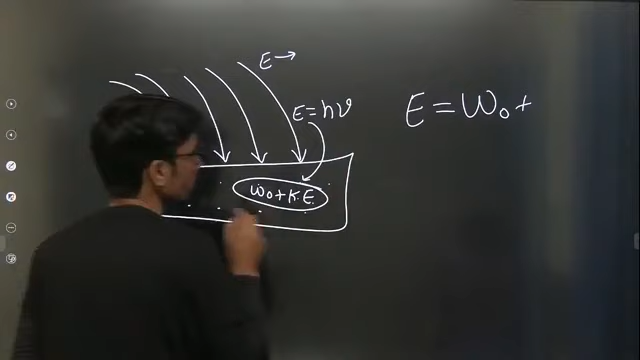 E →
E = hν
E = W₀ +
W₀ + K.E.